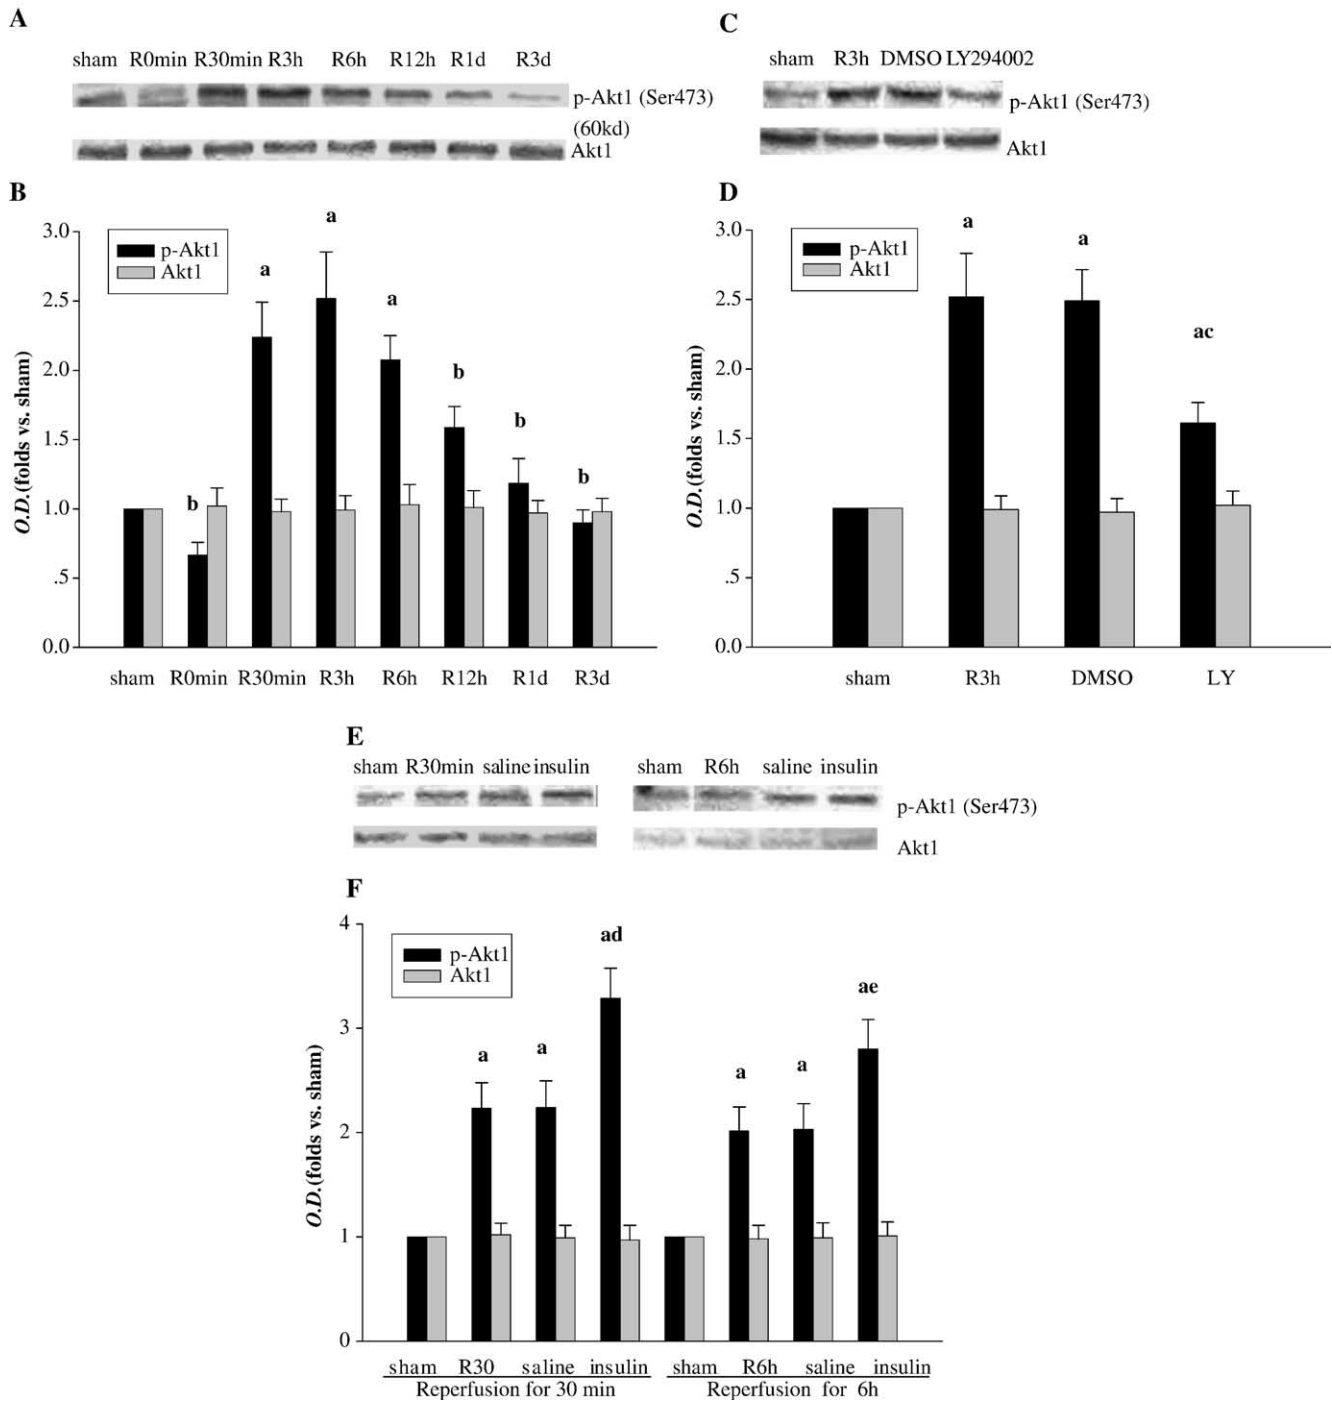 A
sham R0min R30min R3h R6h R12h R1d R3d
p-Akt1 (Ser473)
(60kd)
Akt1
B
a
3.0
p-Akt1
Akt1
a
a
2.5
2.0
b
1.5
b
b
b
1.0
.5
0.0
O.D.(folds vs. sham)
sham R0min R30min R3h R6h R12h R1d R3d
C
sham R3h DMSO LY294002
p-Akt1 (Ser473)
Akt1
D
3.0
p-Akt1
Akt1
a
a
2.5
ac
2.0
1.5
1.0
.5
0.0
O.D.(folds vs. sham)
sham R3h DMSO LY
E
sham R30min saline insulin
sham R6h saline insulin
p-Akt1 (Ser473)
Akt1
F
4
p-Akt1
Akt1
ad
ae
3
a
a
a
a
2
1
0
O.D.(folds vs. sham)
sham R30 saline insulin sham R6h saline insulin
Reperfusion for 30 min Reperfusion for 6h